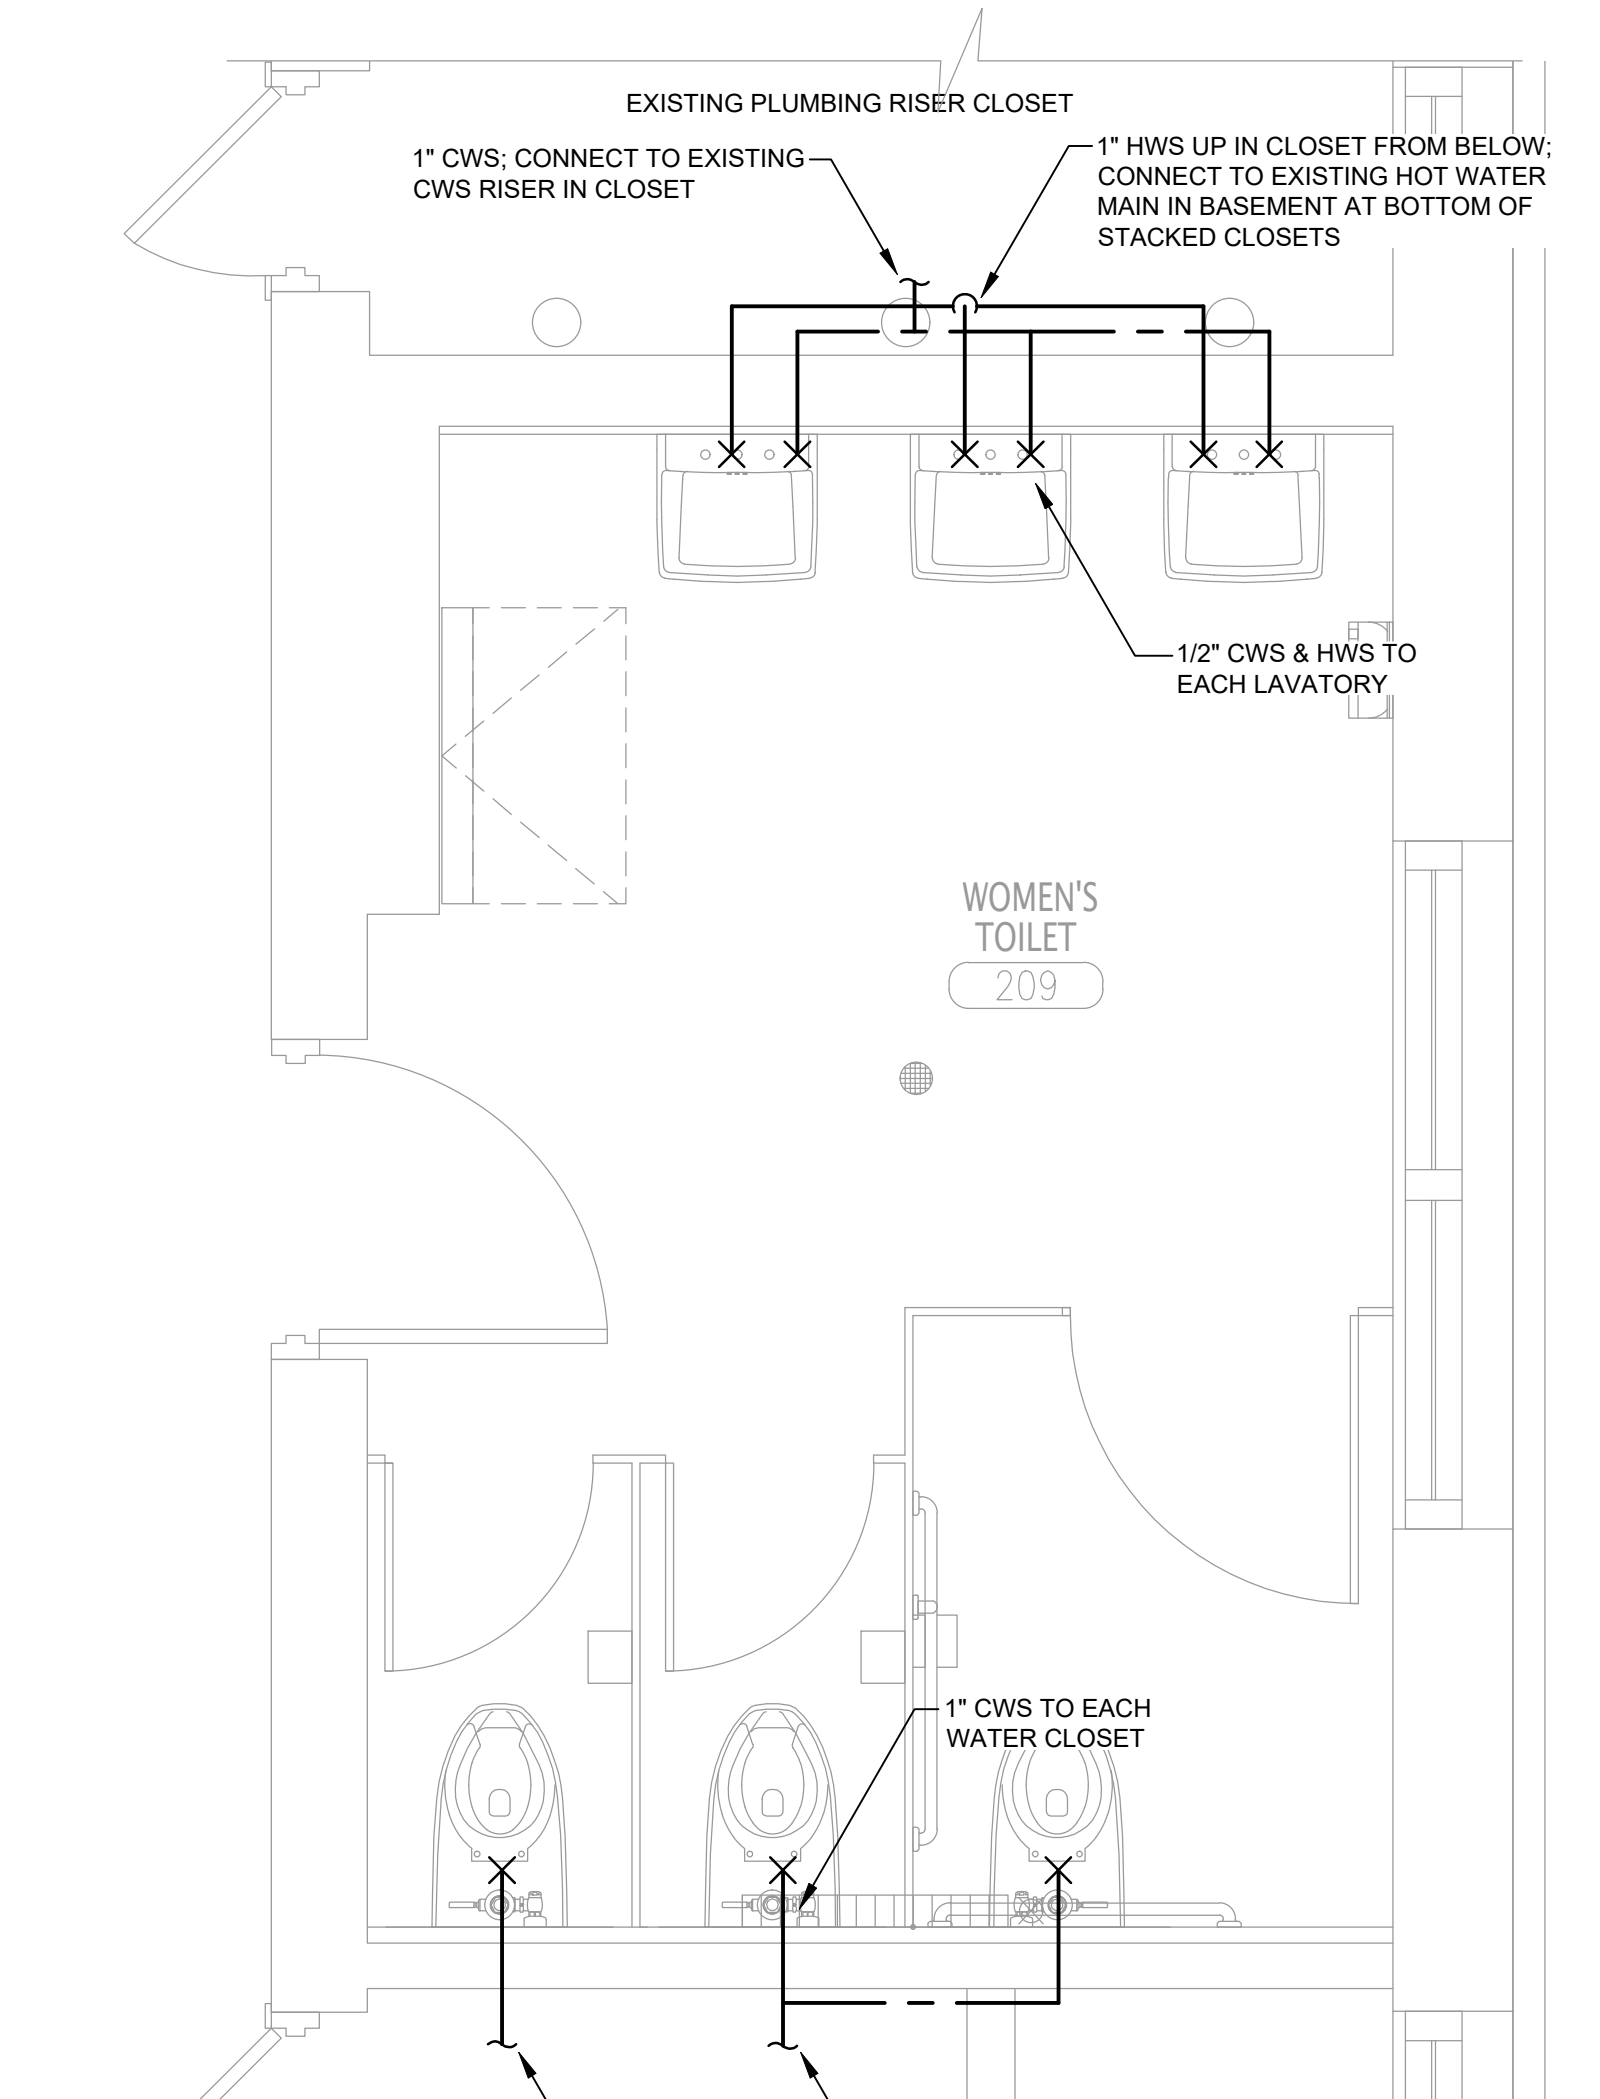 EXISTING PLUMBING RISER CLOSET
1" CWS; CONNECT TO EXISTING
CWS RISER IN CLOSET
1" HWS UP IN CLOSET FROM BELOW;
CONNECT TO EXISTING HOT WATER
MAIN IN BASEMENT AT BOTTOM OF
STACKED CLOSETS
1/2" CWS & HWS TO
EACH LAVATORY
WOMEN'S
TOILET
209
1" CWS TO EACH
WATER CLOSET